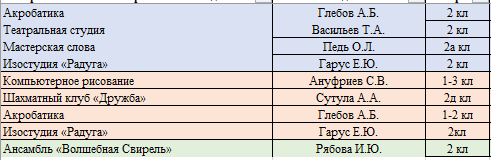 Акробатика Глебов А.Б. 2 кл
Театральная студия Васильев Т.А. 2 кл
Мастерская слова Педь О.Л. 2а кл
Изостудия «Радуга» Гарус Е.Ю. 2 кл
Компьютерное рисование Ануфриев С.В. 1-3 кл
Шахматный клуб «Дружба» Сутула А.А. 2д кл
Акробатика Глебов А.Б. 1-2 кл
Изостудия «Радуга» Гарус Е.Ю. 2кл
Ансамбль «Волшебная Свирель» Рябова И.Ю. 2 кл